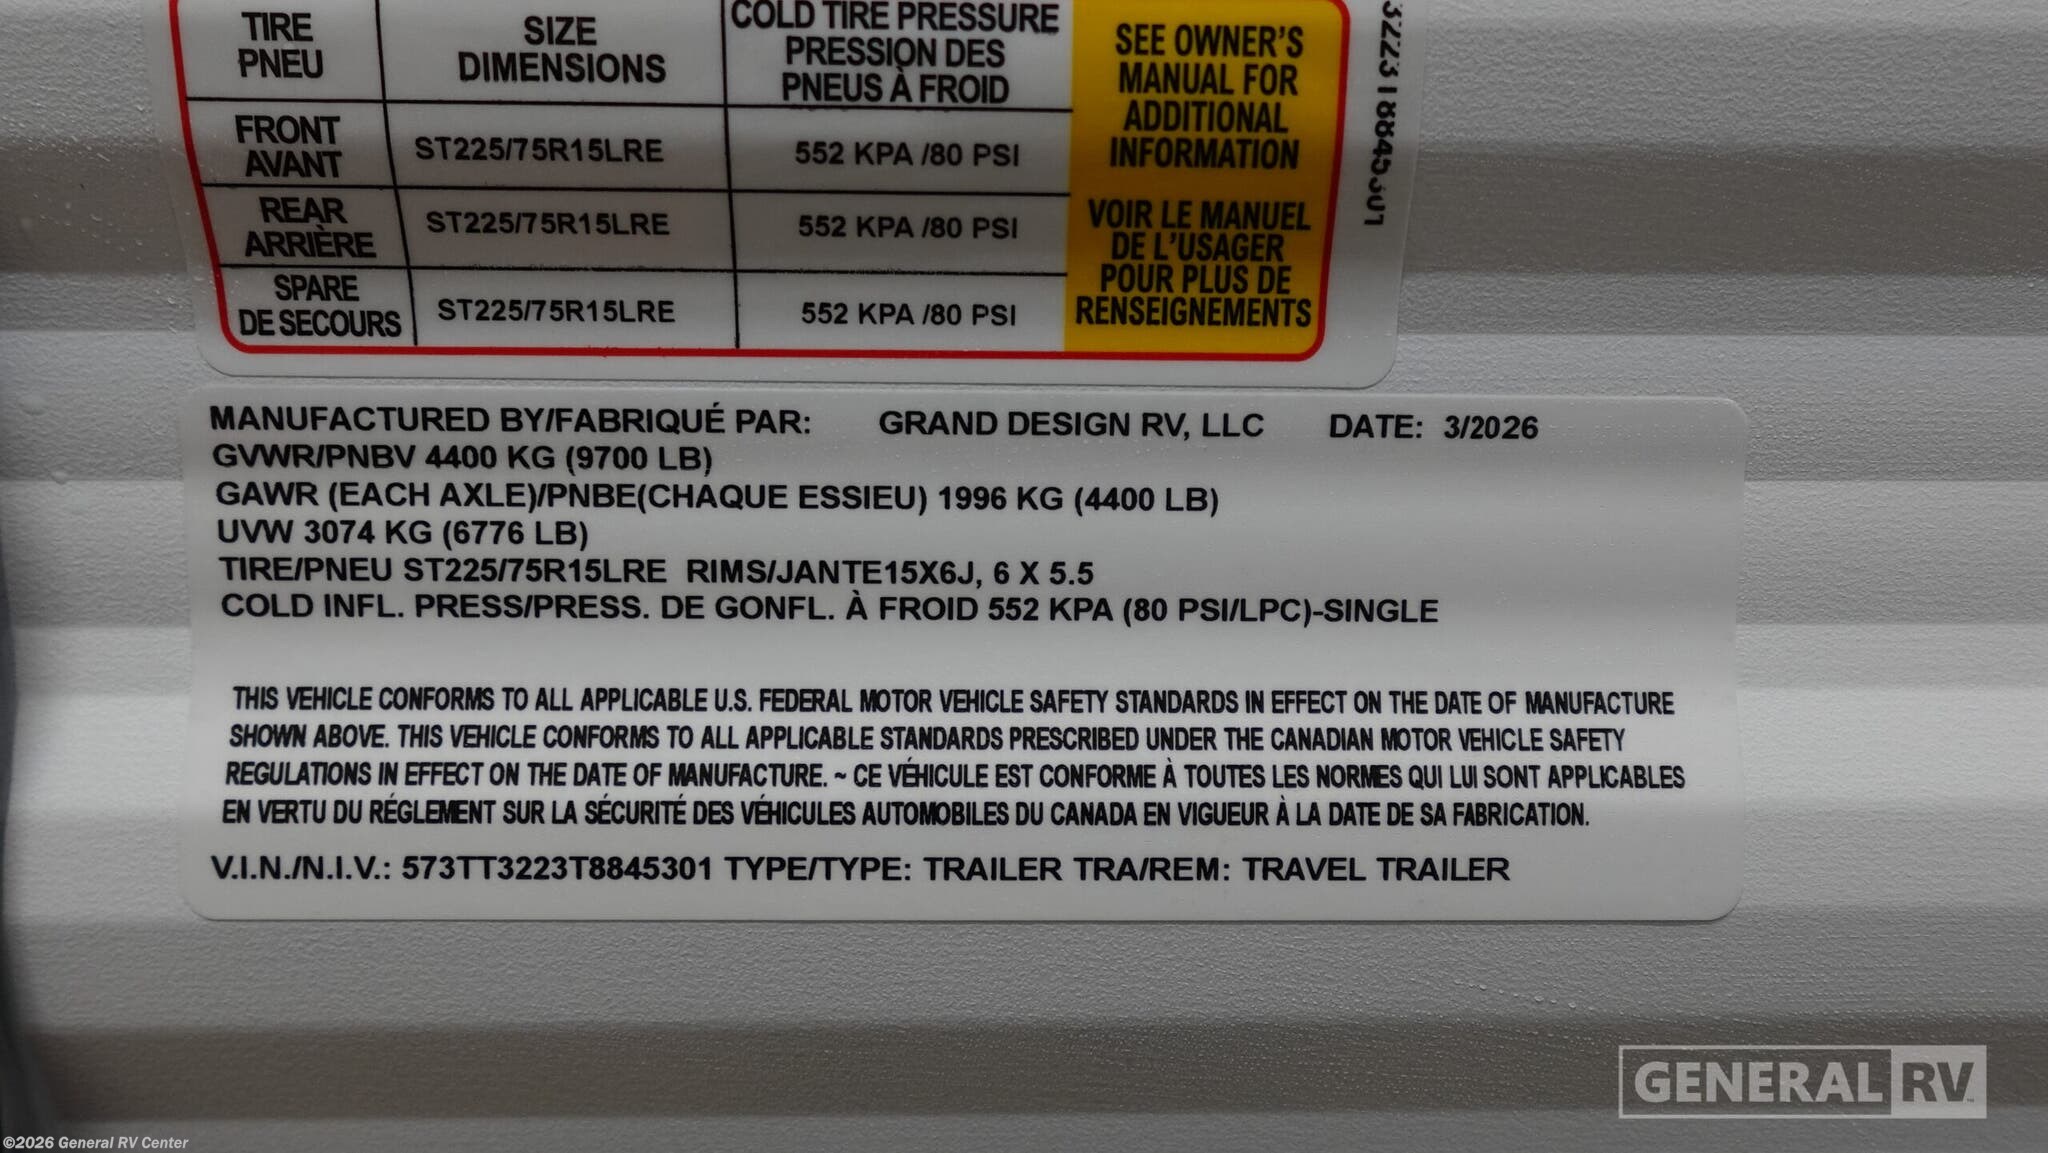 TIRE
PNEU
SIZE
DIMENSIONS
COLD TIRE PRESSURE
PRESSION DES
PNEUS À FROID
FRONT
AVANT
ST225/75R15LRE
552 KPA /80 PSI
REAR
ARRIÈRE
ST225/75R15LRE
552 KPA /80 PSI
SPARE
DE SECOURS
ST225/75R15LRE
552 KPA /80 PSI
SEE OWNER'S
MANUAL FOR
ADDITIONAL
INFORMATION
VOIR LE MANUEL
DE L'USAGER
POUR PLUS DE
RENSEIGNEMENTS
MANUFACTURED BY/FABRIQUÉ PAR: GRAND DESIGN RV, LLC DATE: 3/2026
GVWR/PNBV 4400 KG (9700 LB)
GAWR (EACH AXLE)/PNBE(CHAQUE ESSIEU) 1996 KG (4400 LB)
UVW 3074 KG (6776 LB)
TIRE/PNEU ST225/75R15LRE RIMS/JANTE15X6J, 6 X 5.5
COLD INFL. PRESS/PRESS. DE GONFL. À FROID 552 KPA (80 PSI/LPC)-SINGLE
THIS VEHICLE CONFORMS TO ALL APPLICABLE U.S. FEDERAL MOTOR VEHICLE SAFETY STANDARDS IN EFFECT ON THE DATE OF MANUFACTURE
SHOWN ABOVE. THIS VEHICLE CONFORMS TO ALL APPLICABLE STANDARDS PRESCRIBED UNDER THE CANADIAN MOTOR VEHICLE SAFETY
REGULATIONS IN EFFECT ON THE DATE OF MANUFACTURE. ~ CE VÉHICULE EST CONFORME À TOUTES LES NORMES QUI LUI SONT APPLICABLES
EN VERTU DU RÉGLEMENT SUR LA SÉCURITÉ DES VÉHICULES AUTOMOBILES DU CANADA EN VIGUEUR À LA DATE DE SA FABRICATION.
V.I.N./N.I.V.: 573TT3223T8845301 TYPE/TYPE: TRAILER TRA/REM: TRAVEL TRAILER
GENERAL RV
©2026 General RV Center